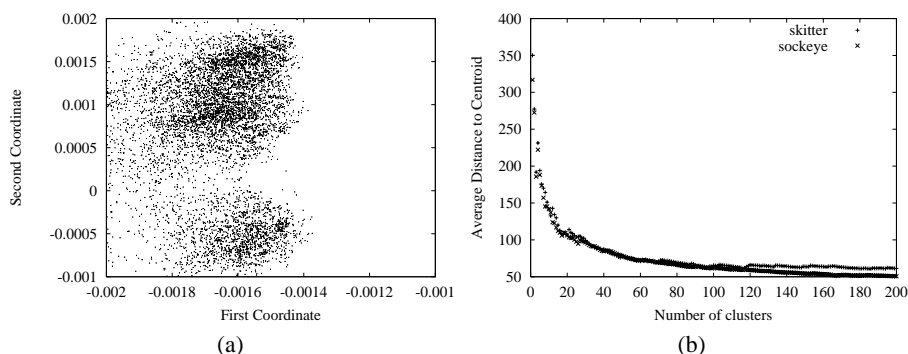 0.002
0.0015
0.001
0.0005
0
-0.0005
-0.001
Second Coordinate
-0.002 -0.0018 -0.0016 -0.0014 -0.0012 -0.001
First Coordinate
(a)
400
350
300
250
200
150
100
50
Average Distance to Centroid
skitter
sockeye
0 20 40 60 80 100 120 140 160 180 200
Number of clusters
(b)